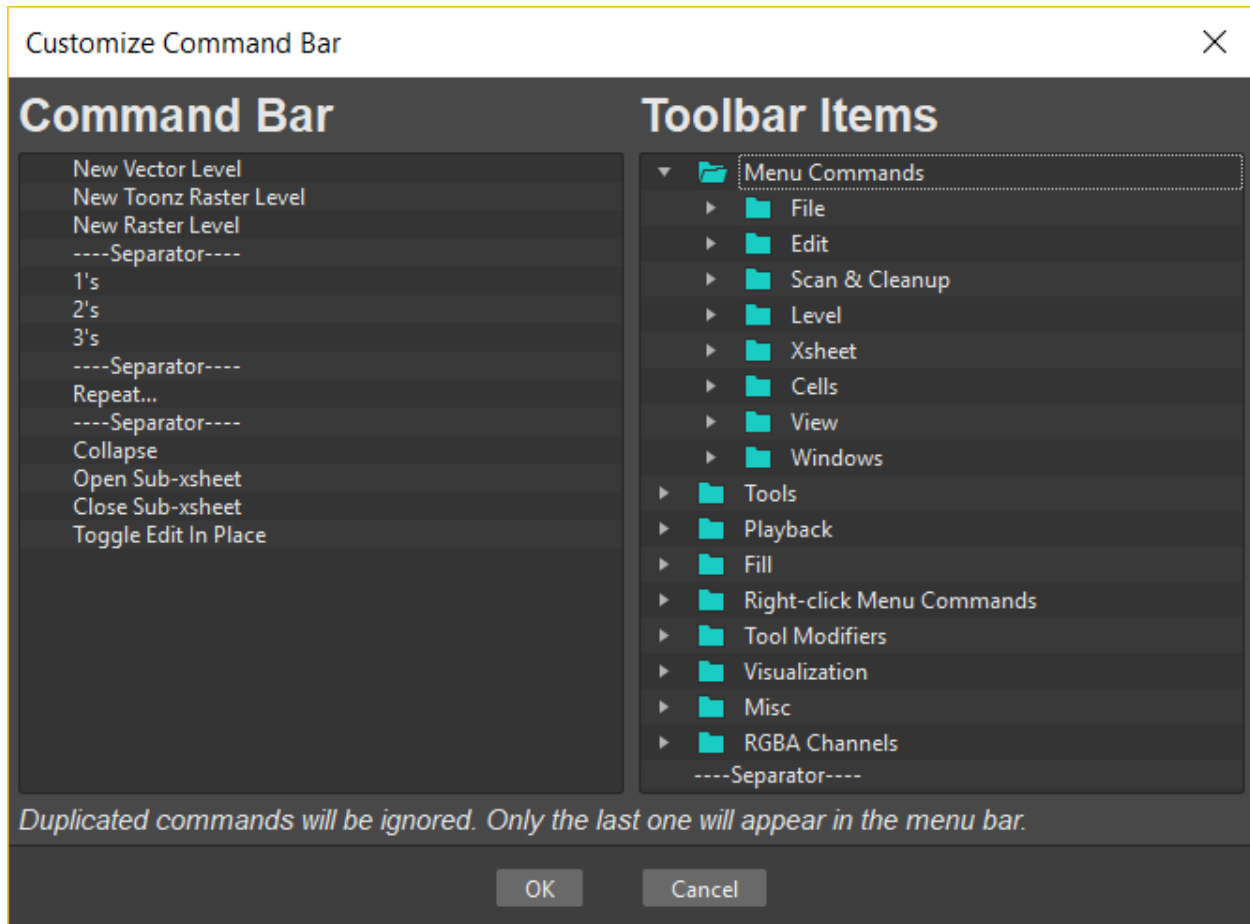 Customize Command Bar
Command Bar
New Vector Level
New Toonz Raster Level
New Raster Level
----Separator----
1's
2's
3's
----Separator----
Repeat...
----Separator----
Collapse
Open Sub-xsheet
Close Sub-xsheet
Toggle Edit In Place
Toolbar Items
Menu Commands
File
Edit
Scan & Cleanup
Level
Xsheet
Cells
View
Windows
Tools
Playback
Fill
Right-click Menu Commands
Tool Modifiers
Visualization
Misc
RGBA Channels
----Separator----
Duplicated commands will be ignored. Only the last one will appear in the menu bar.
OK
Cancel